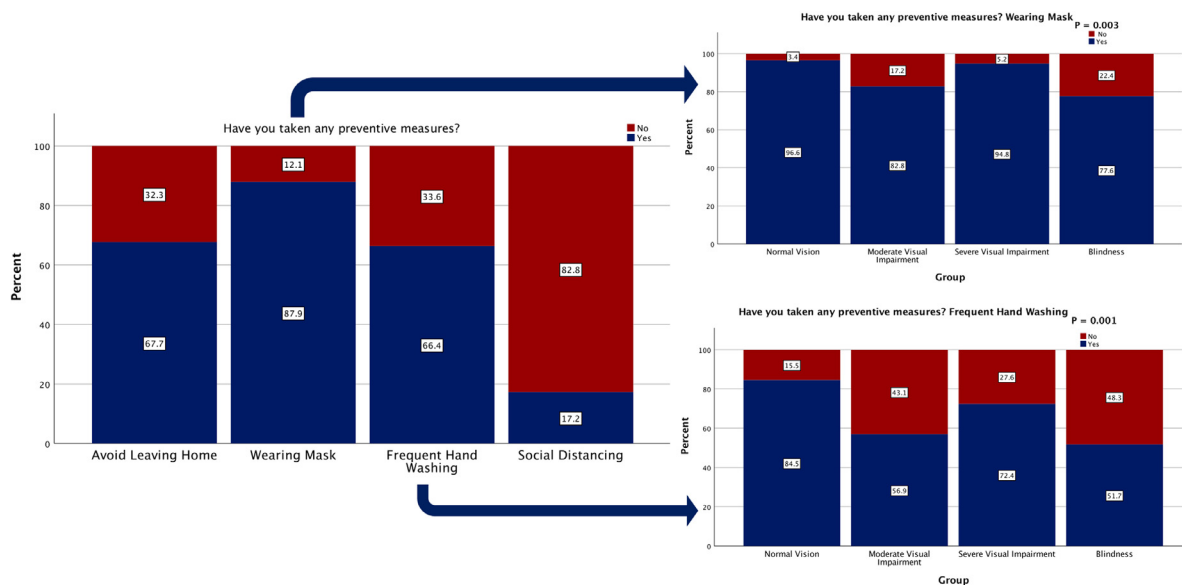 Have you taken any preventive measures?
No
Yes
Percent
100
80
60
40
20
0
32.3
67.7
12.1
87.9
33.6
66.4
82.8
17.2
Avoid Leaving Home
Wearing Mask
Frequent Hand
Washing
Social Distancing
Have you taken any preventive measures? Wearing Mask
P = 0.003
No
Yes
Percent
100
80
60
40
20
0
3.4
96.6
17.2
82.8
5.2
94.8
22.4
77.6
Normal Vision
Moderate Visual
Impairment
Severe Visual Impairment
Blindness
Group
Have you taken any preventive measures? Frequent Hand Washing
P = 0.001
No
Yes
Percent
100
80
60
40
20
0
15.5
84.5
43.1
56.9
27.6
72.4
48.3
51.7
Normal Vision
Moderate Visual
Impairment
Severe Visual Impairment
Blindness
Group